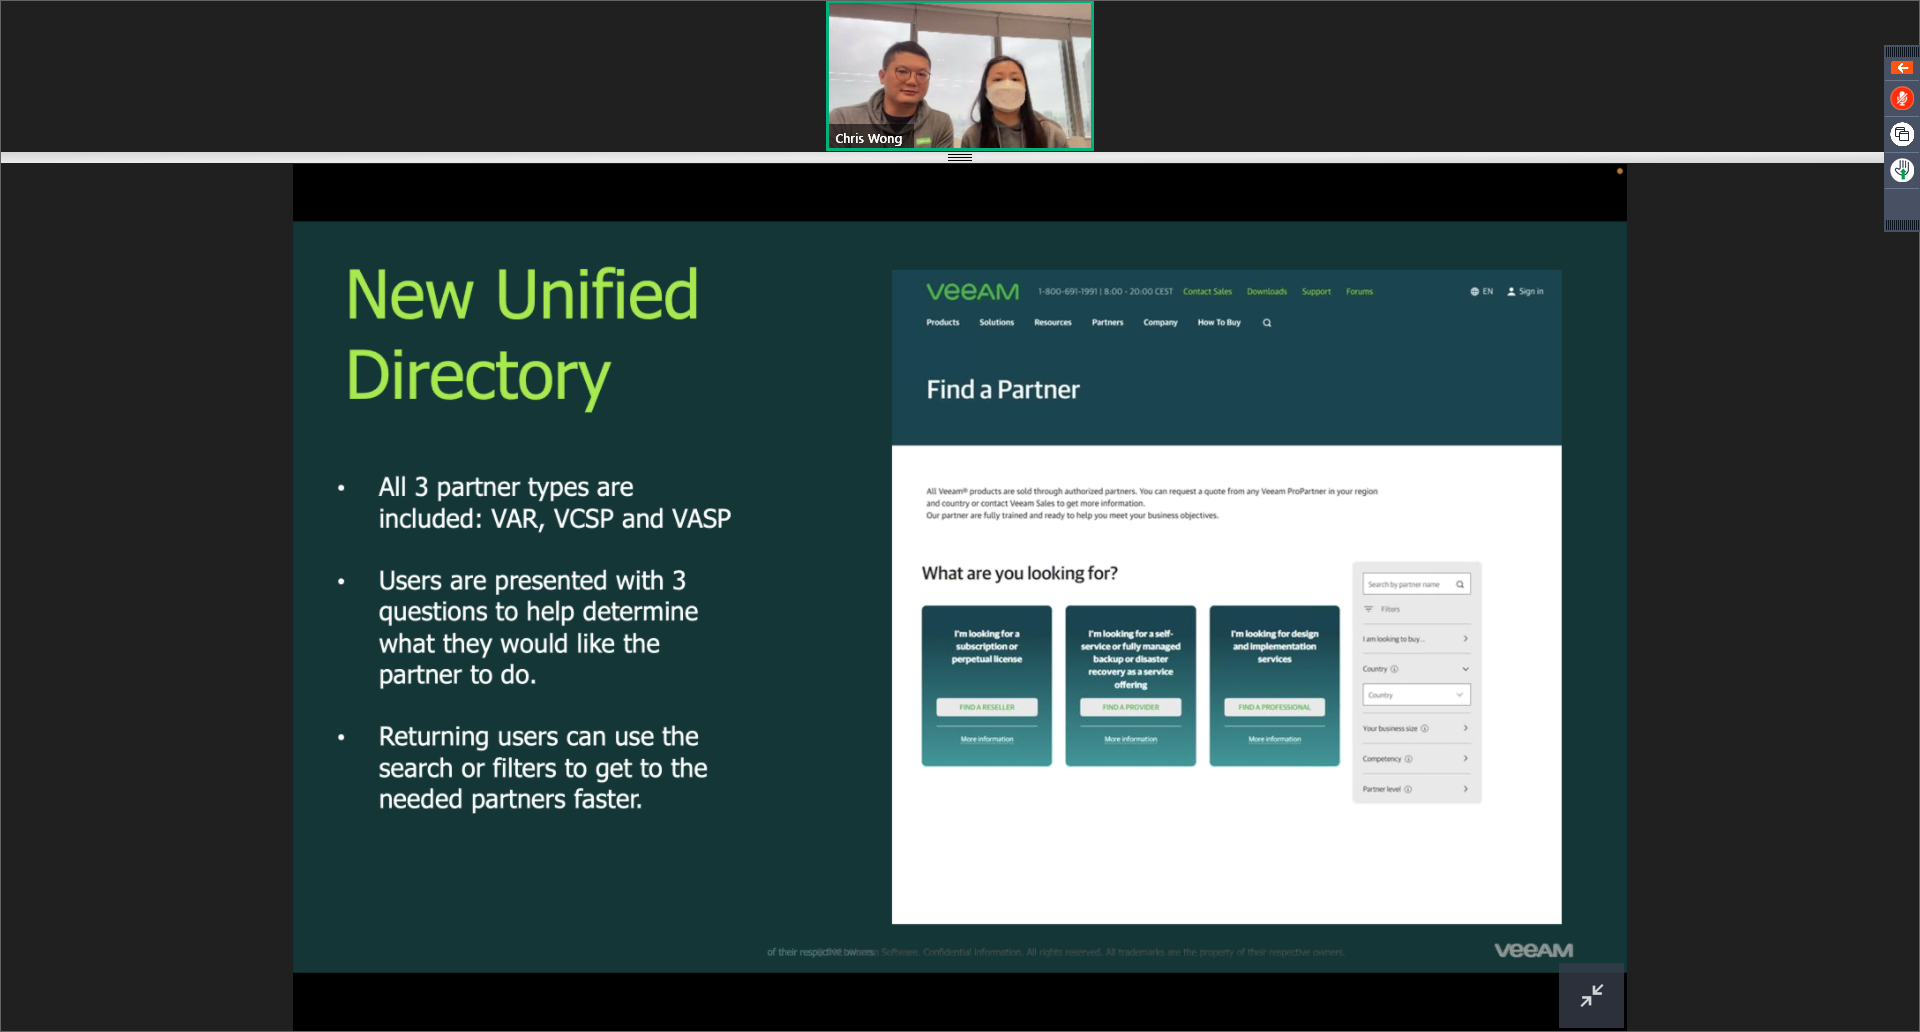 Chris Wong
New Unified
Directory
• All 3 partner types are
included: VAR, VCSP and VASP
• Users are presented with 3
questions to help determine
what they would like the
partner to do.
• Returning users can use the
search or filters to get to the
needed partners faster.
VEEAM 1-800-691-1991 | 8:00 - 20:00 CEST Contact Sales Downloads Support Forums EN Sign in
Products Solutions Resources Partners Company How To Buy
Find a Partner
All Veeam® products are sold through authorized partners. You can request a quote from any Veeam ProPartner in your region
and country or contact Veeam Sales to get more information.
Our partner are fully trained and ready to help you meet your business objectives.
What are you looking for?
I'm looking for a
subscription or
perpetual license
FIND A RESELLER
More information
I'm looking for a self-
service or fully managed
backup or disaster
recovery as a service
offering
FIND A PROVIDER
More information
I'm looking for design
and implementation
services
FIND A PROFESSIONAL
More information
Search by partner name
Filters
I am looking to buy...
Country
Country
Your business size
Competency
Partner level
of their respective owners
Software. Confidential Information. All rights reserved. All trademarks are the property of their respective owners.
VEEAM